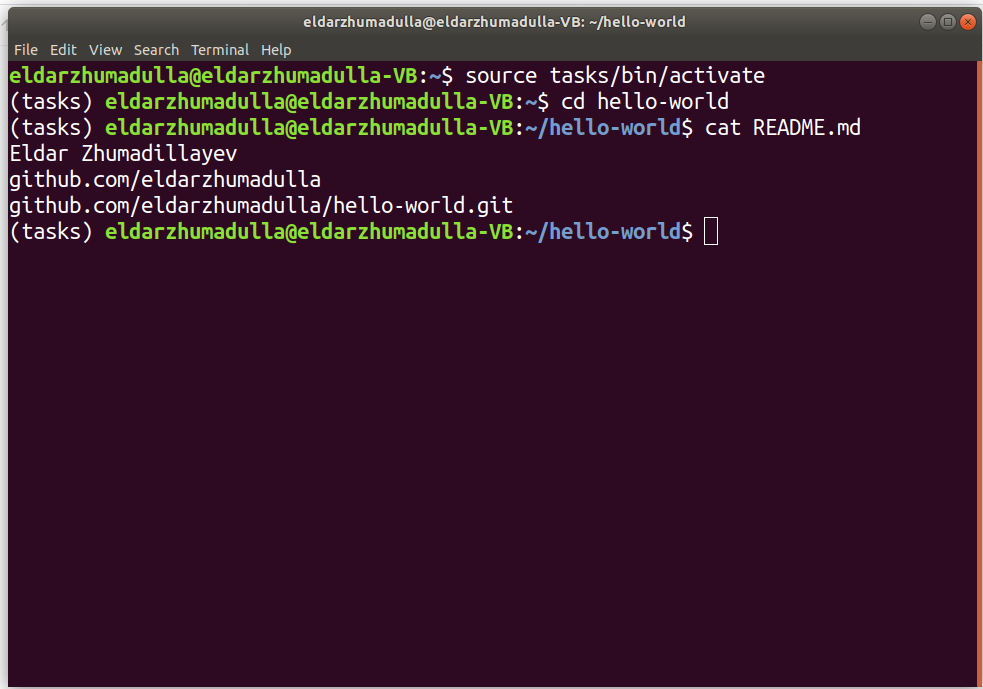 eldarzhumadulla@eldarzhumadulla-VB: ~/hello-world
File Edit View Search Terminal Help
eldarzhumadulla@eldarzhumadulla-VB:~$ source tasks/bin/activate
(tasks) eldarzhumadulla@eldarzhumadulla-VB:~$ cd hello-world
(tasks) eldarzhumadulla@eldarzhumadulla-VB:~/hello-world$ cat README.md
Eldar Zhumadillayev
github.com/eldarzhumadulla
github.com/eldarzhumadulla/hello-world.git
(tasks) eldarzhumadulla@eldarzhumadulla-VB:~/hello-world$